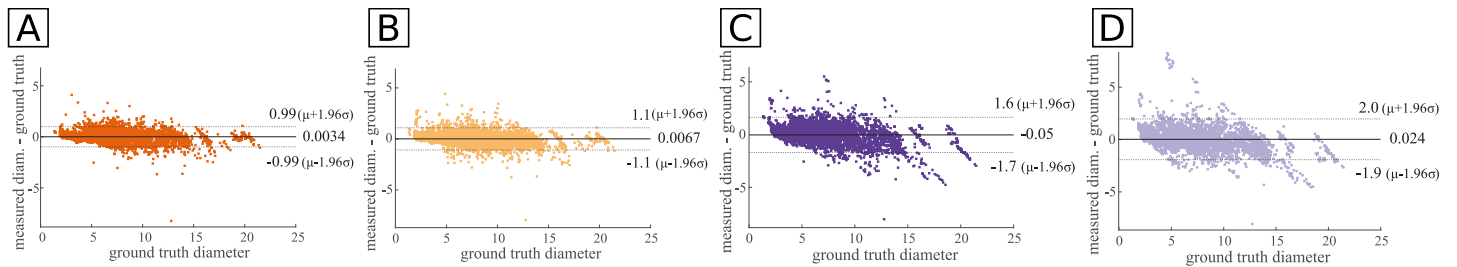 A
measured diam. - ground truth
5
0
-5
0
5
10
15
20
25
ground truth diameter
0.99 (μ+1.96σ)
0.0034
-0.99 (μ-1.96σ)
B
measured diam. - ground truth
5
0
-5
0
5
10
15
20
25
ground truth diameter
1.1 (μ+1.96σ)
0.0067
-1.1 (μ-1.96σ)
C
measured diam. - ground truth
5
0
-5
0
5
10
15
20
25
ground truth diameter
1.6 (μ+1.96σ)
-0.05
-1.7 (μ-1.96σ)
D
measured diam. - ground truth
5
0
-5
0
5
10
15
20
25
ground truth diameter
2.0 (μ+1.96σ)
0.024
-1.9 (μ-1.96σ)